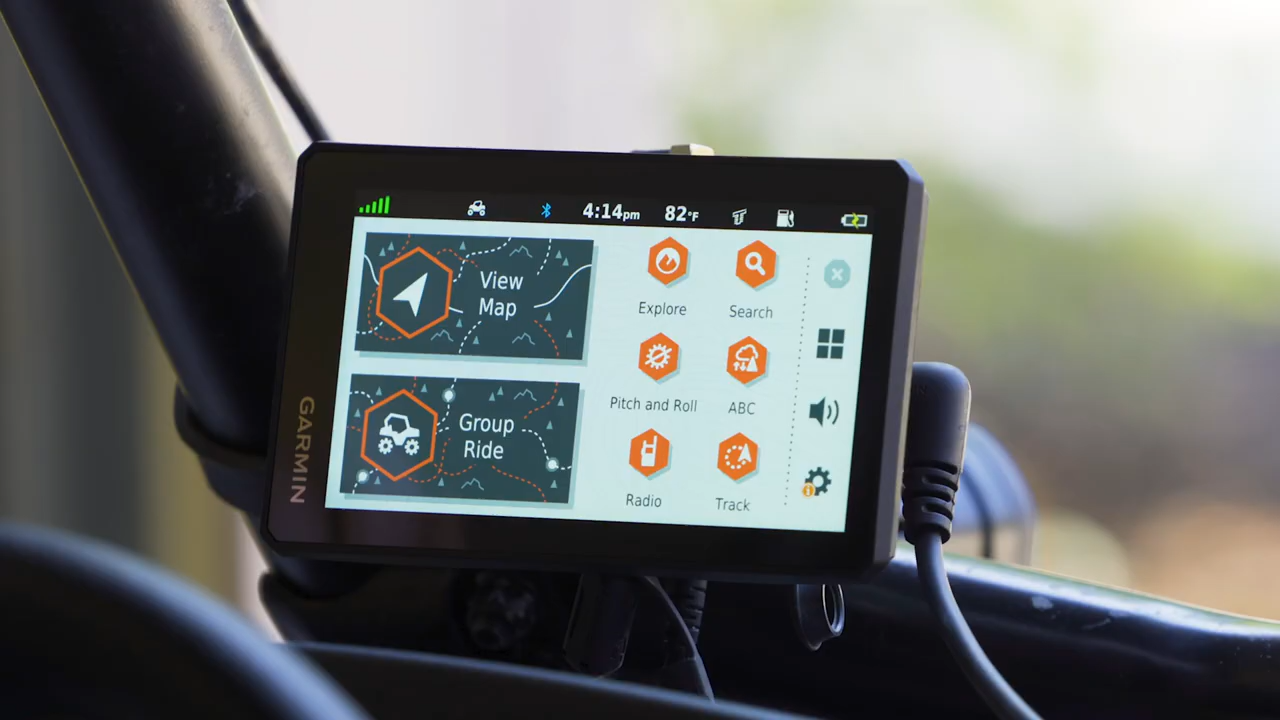 4:14pm
82°F
View
Map
Group
Ride
Explore
Search
Pitch and Roll
ABC
Radio
Track
GARMIN